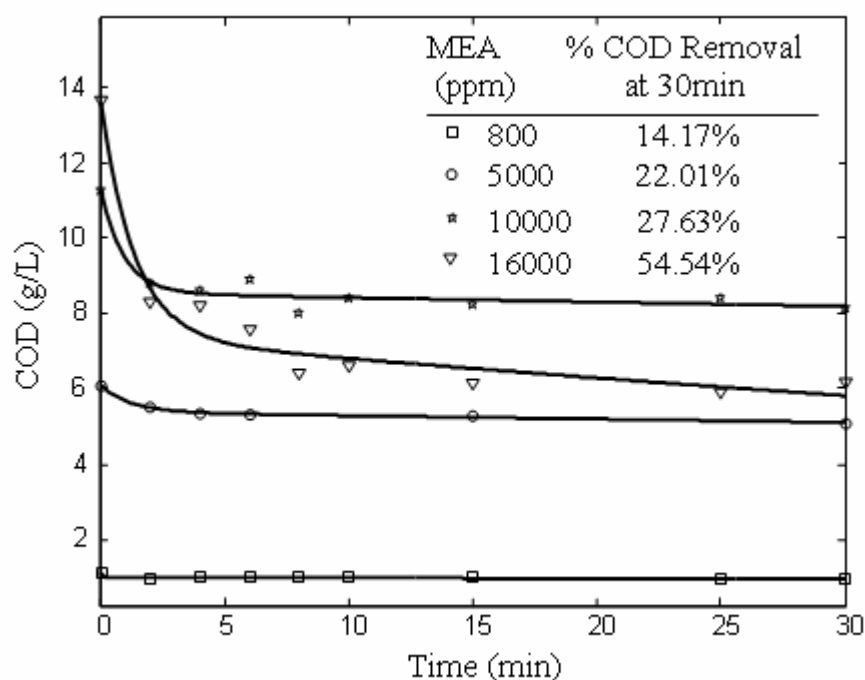 MEA % COD Removal
(ppm) at 30min
800 14.17%
5000 22.01%
10000 27.63%
16000 54.54%
14
12
10
8
6
4
2
COD (g/L)
0 5 10 15 20 25 30
Time (min)